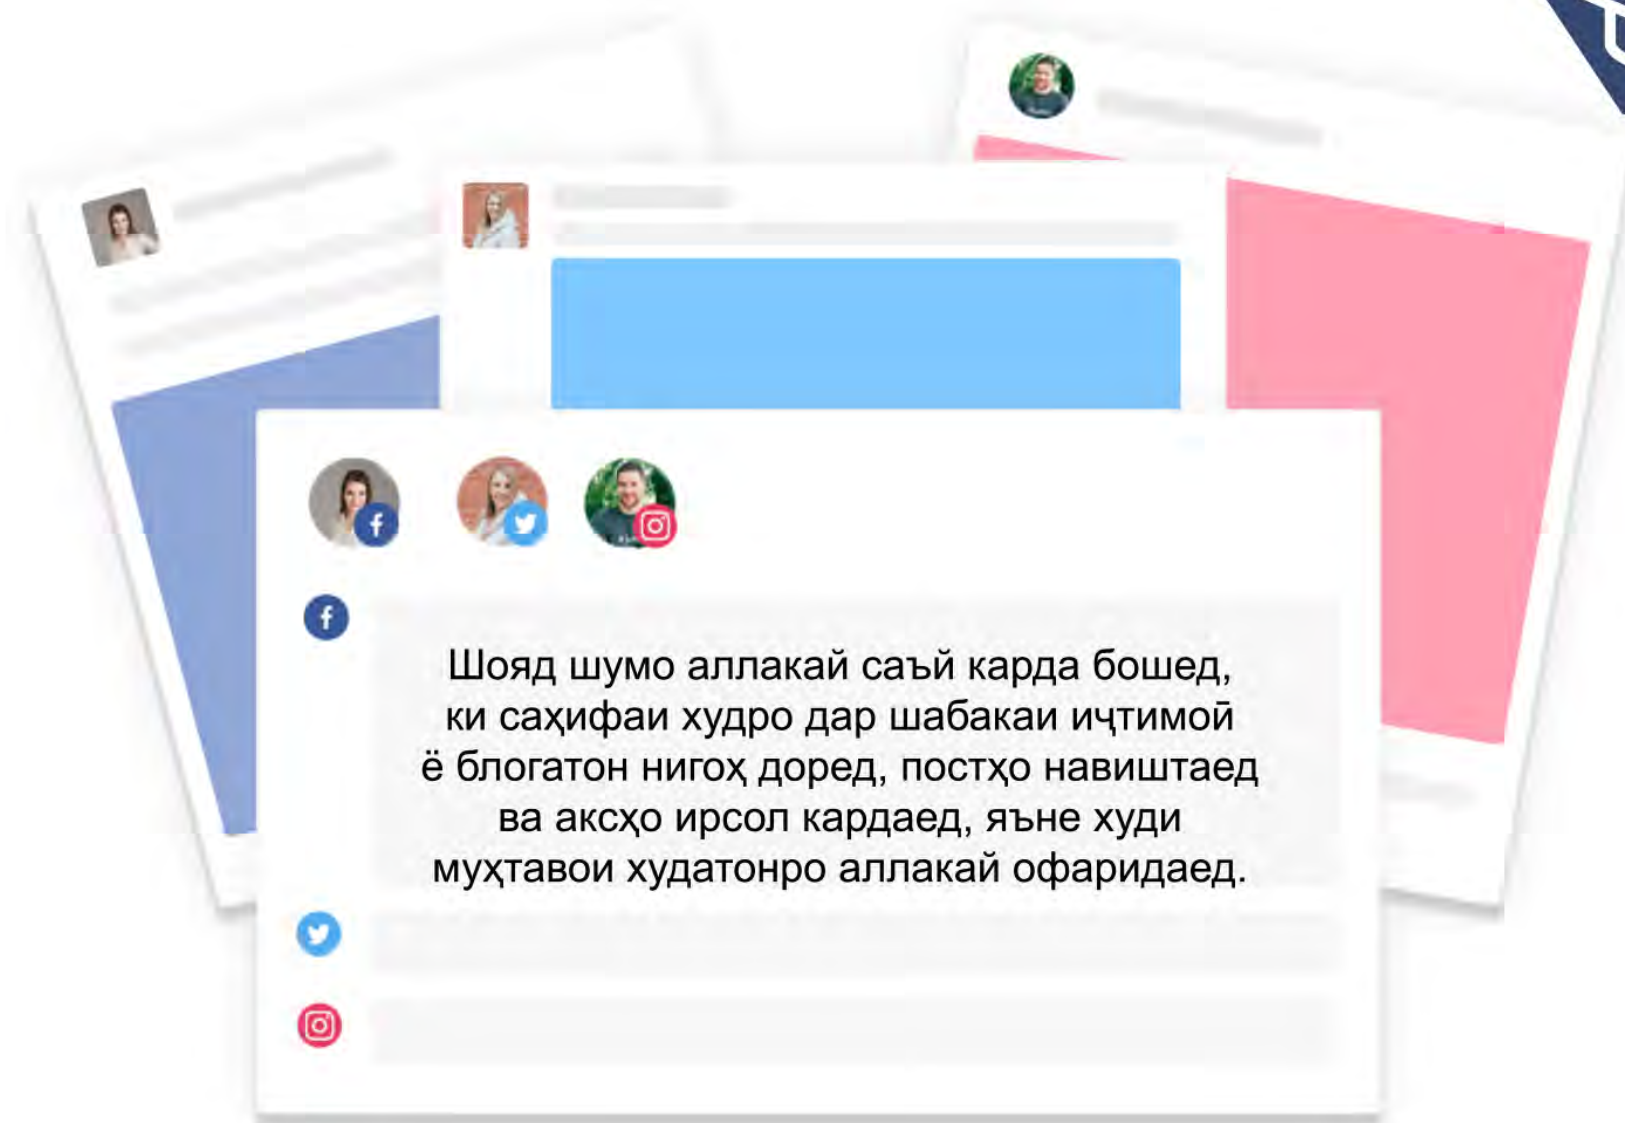 Шояд шумо аллакай саъй карда бошед,
ки саҳифаи худро дар шабакаи иҷтимоӣ
ё блогатон нигоҳ доред, постҳо навиштаед
ва аксҳо ирсол кардаед, яъне худи
муҳтавои худатонро аллакай офаридаед.